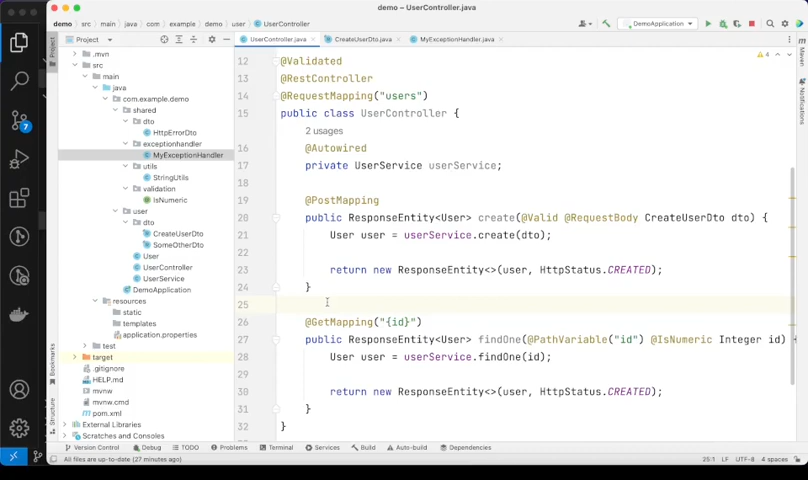 demo – UserController.java
demo › src › main › java › com › example › demo › user › UserController
DemoApplication
Project
UserController.java
CreateUserDto.java
MyExceptionHandler.java
.mvn
src
main
java
com.example.demo
shared
dto
HttpErrorDto
exceptionhandler
MyExceptionHandler
utils
StringUtils
validation
IsNumeric
user
dto
CreateUserDto
SomeOtherDto
User
UserController
UserService
DemoApplication
resources
static
templates
application.properties
test
target
.gitignore
HELP.md
mvnw
mvnw.cmd
pom.xml
External Libraries
Scratches and Consoles
7
Project
Bookmarks
Structure
12 @Validated
13 @RestController
14 @RequestMapping("users")
15 public class UserController {
2 usages
16 @Autowired
17 private UserService userService;
18
19 @PostMapping
20 public ResponseEntity<User> create(@Valid @RequestBody CreateUserDto dto) {
21 User user = userService.create(dto);
22
23 return new ResponseEntity<>(user, HttpStatus.CREATED);
24 }
25
26 @GetMapping("{id}")
27 public ResponseEntity<User> findOne(@PathVariable("id") @IsNumeric Integer id) {
28 User user = userService.findOne(id);
29
30 return new ResponseEntity<>(user, HttpStatus.CREATED);
31 }
32 }
4
Maven
Notifications
Version Control Debug TODO Problems Terminal Services Build Auto-build Dependencies
All files are up-to-date (27 minutes ago)
25:1 LF UTF-8 4 spaces